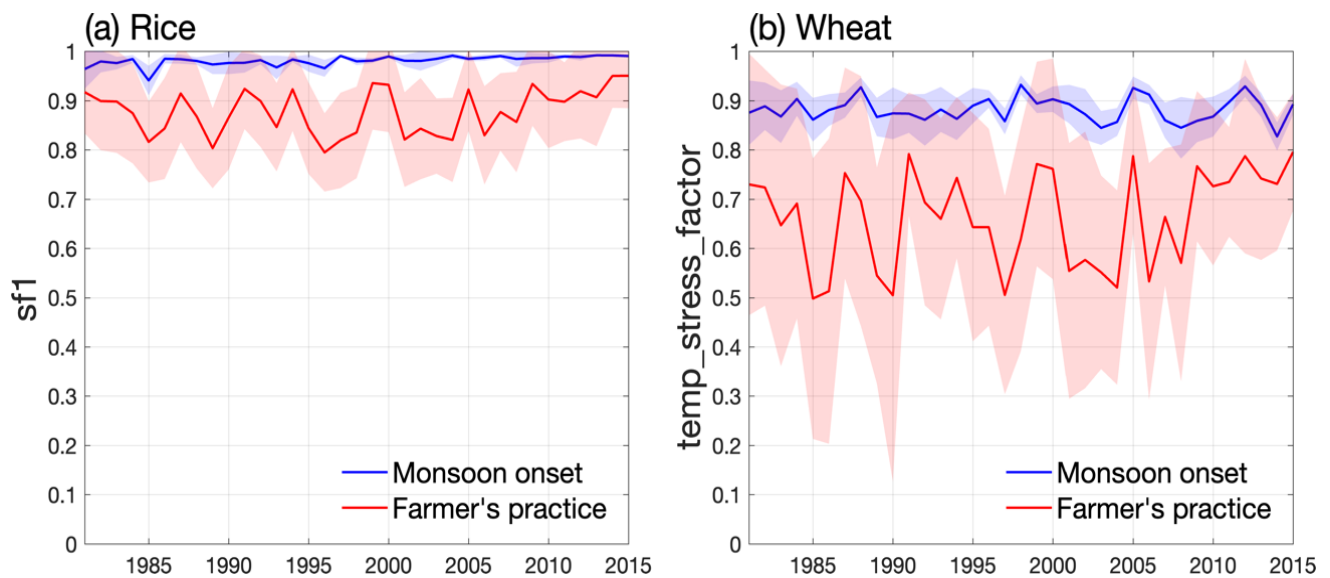 (a) Rice
1
0.9
0.8
0.7
0.6
0.5
0.4
0.3
0.2
0.1
0
sf1
Monsoon onset
Farmer's practice
1985 1990 1995 2000 2005 2010 2015
(b) Wheat
1
0.9
0.8
0.7
0.6
0.5
0.4
0.3
0.2
0.1
0
temp_stress_factor
Monsoon onset
Farmer's practice
1985 1990 1995 2000 2005 2010 2015